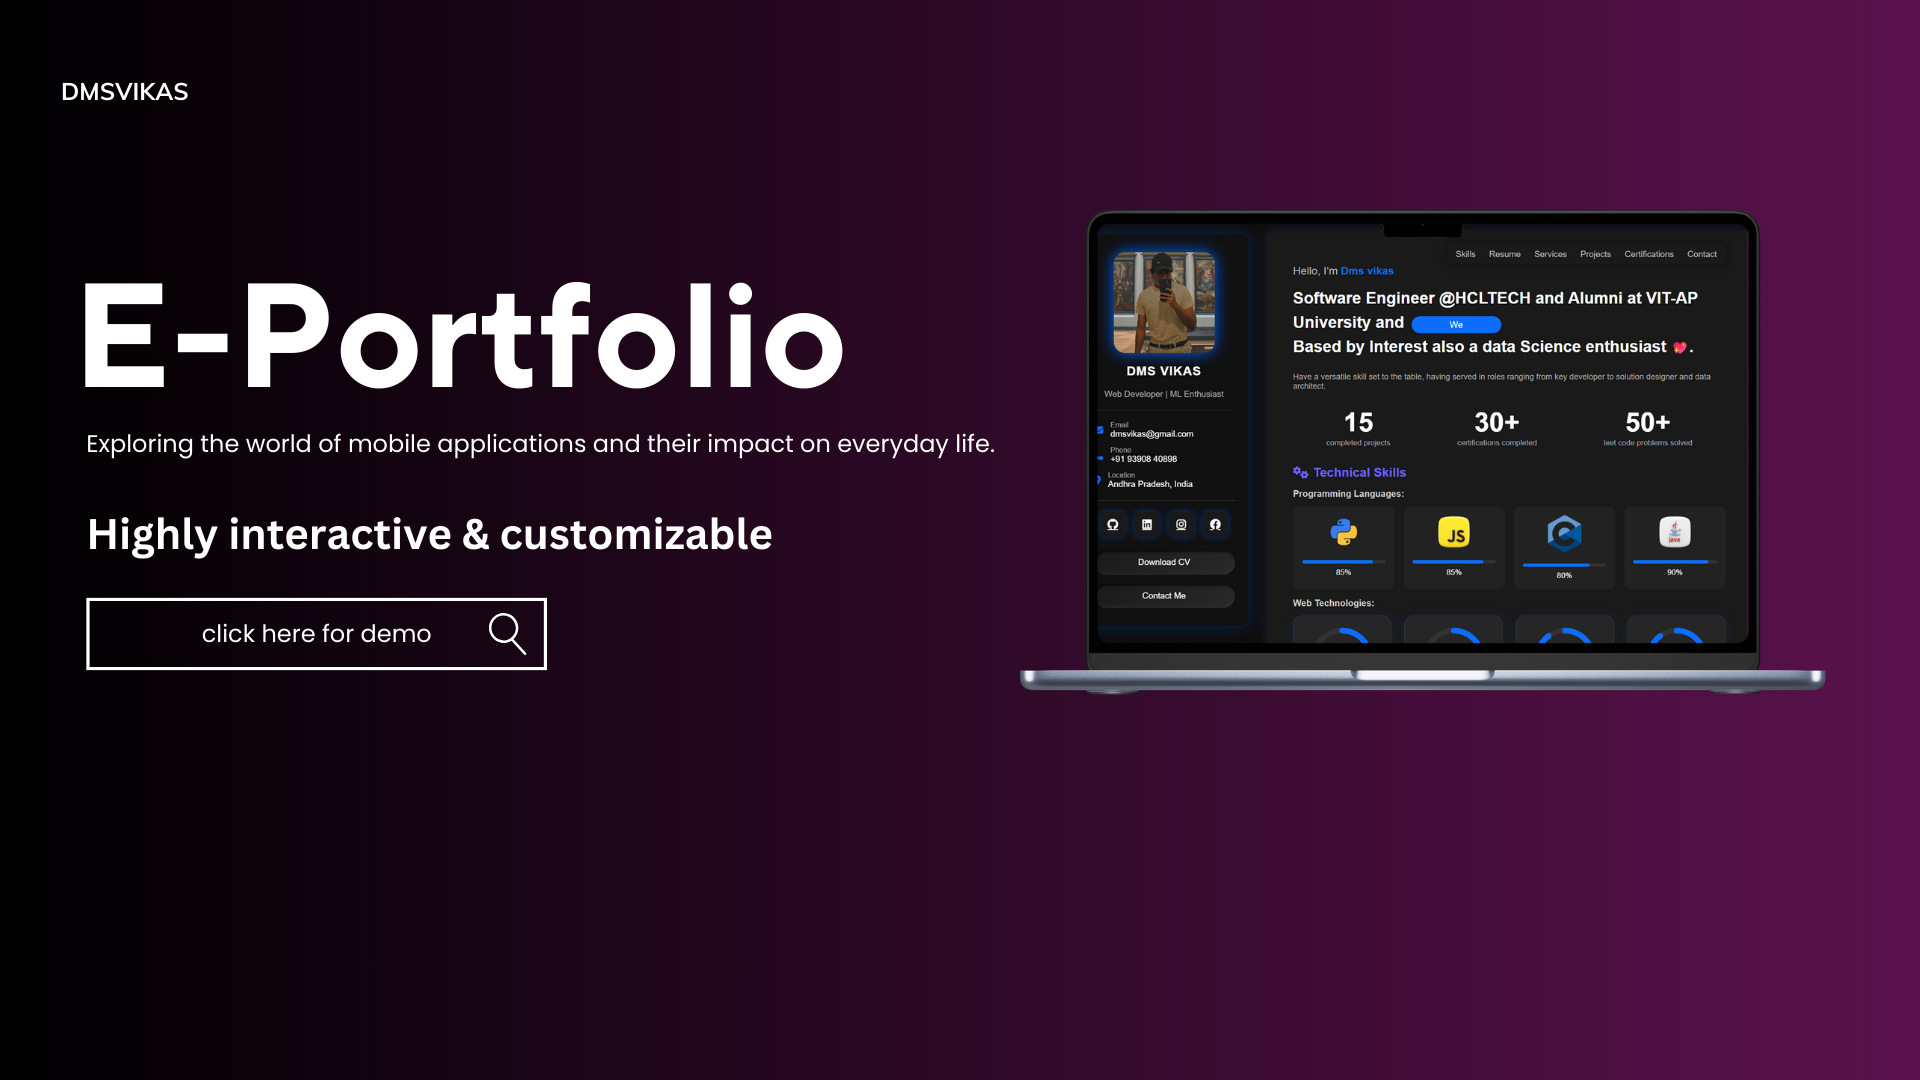 DMSVIKAS
E-Portfolio
Exploring the world of mobile applications and their impact on everyday life.
Highly interactive & customizable
click here for demo
DMS VIKAS
Web Developer | ML Enthusiast
Email
dmsvikas@gmail.com
Phone
+91 93908 40898
Location
Andhra Pradesh, India
Download CV
Contact Me
Skills Resume Services Projects Certifications Contact
Hello, I'm Dms vikas
Software Engineer @HCLTECH and Alumni at VIT-AP
University and We
Based by Interest also a data Science enthusiast 💖.
Have a versatile skill set to the table, having served in roles ranging from key developer to solution designer and data
architect.
15 30+ 50+
completed projects certifications completed leet code problems solved
Technical Skills
Programming Languages:
JS C Java
85% 85% 80% 90%
Web Technologies: